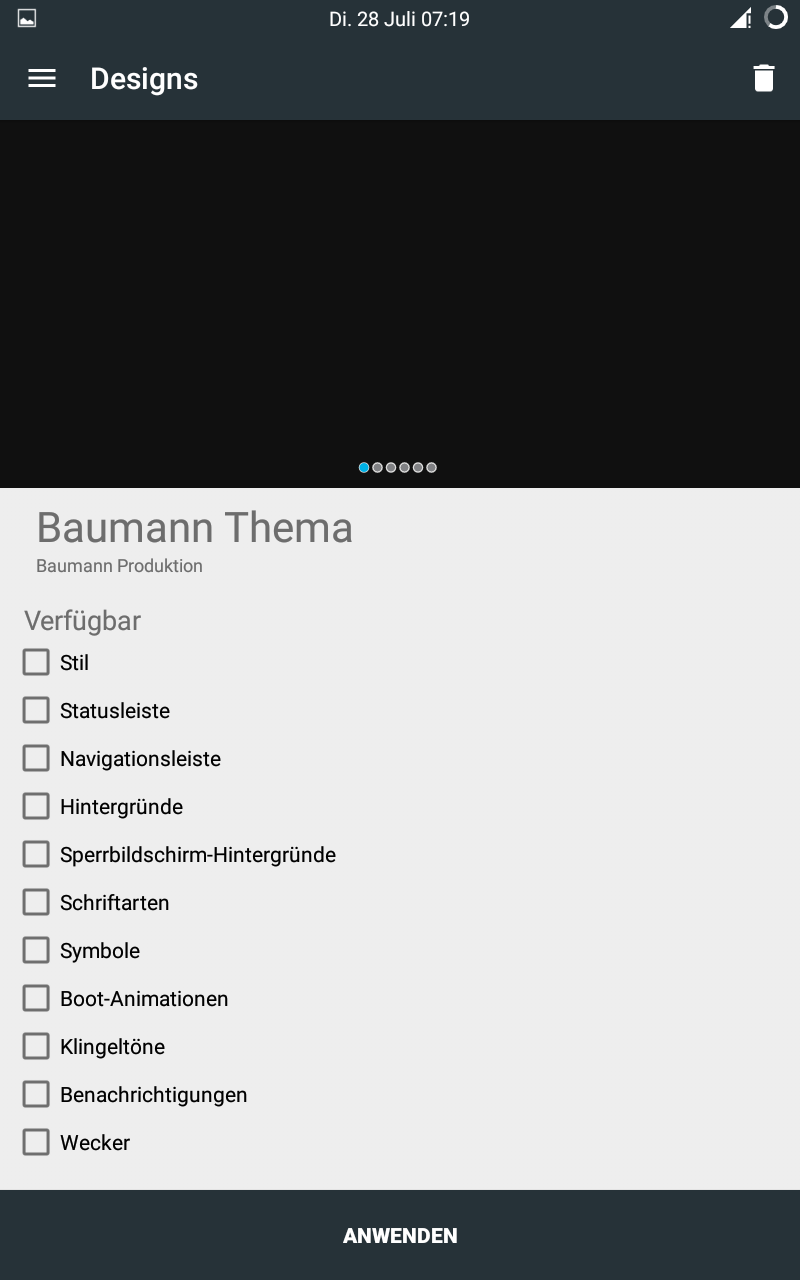 Di. 28 Juli 07:19
Designs
Baumann Thema
Baumann Produktion
Verfügbar
Stil
Statusleiste
Navigationsleiste
Hintergründe
Sperrbildschirm-Hintergründe
Schriftarten
Symbole
Boot-Animationen
Klingeltöne
Benachrichtigungen
Wecker
ANWENDEN